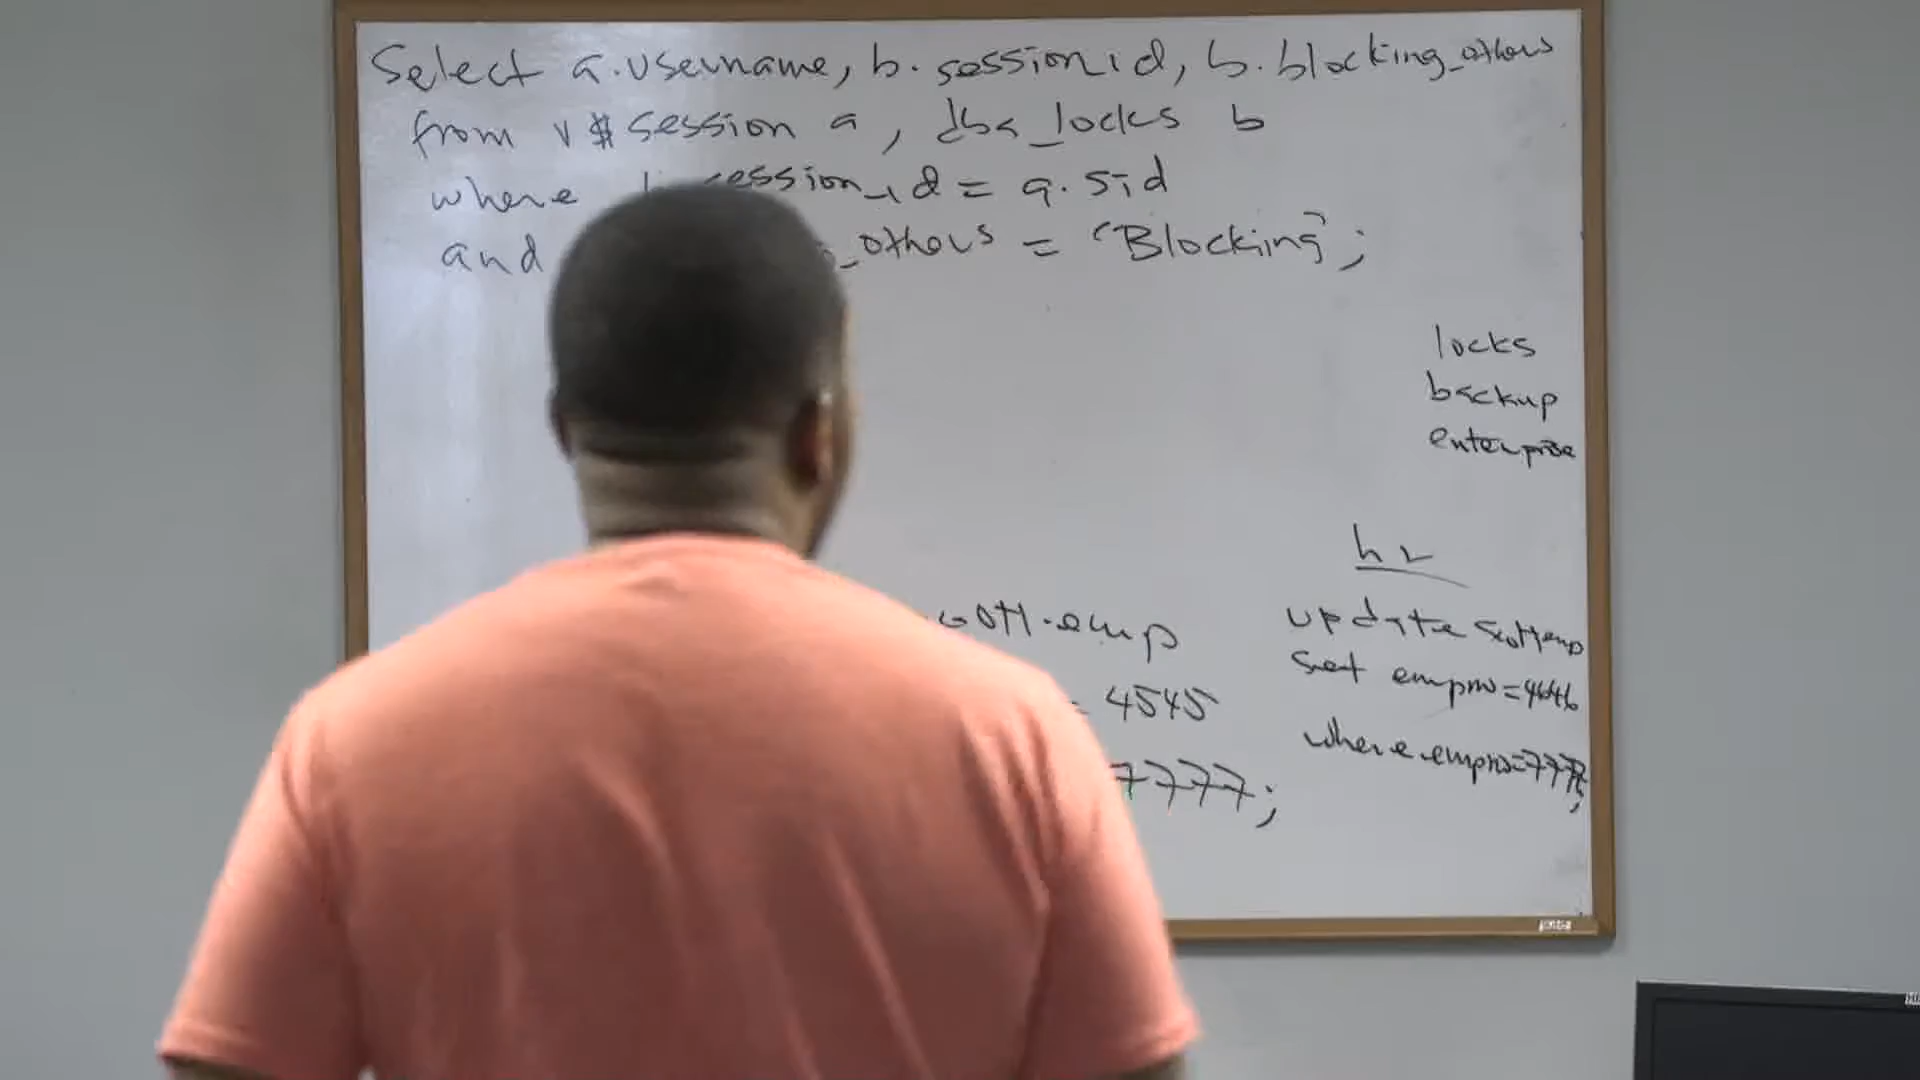 Select a.username, b.session_id, b.blocking_others
from v$session a, dba_locks b
where session_id = a.sid
and _others = 'Blocking';
locks
backup
enterprise
hr
scott.emp
= 4545
7777;
update scott.emp
set empno=4646
where empno=7777;